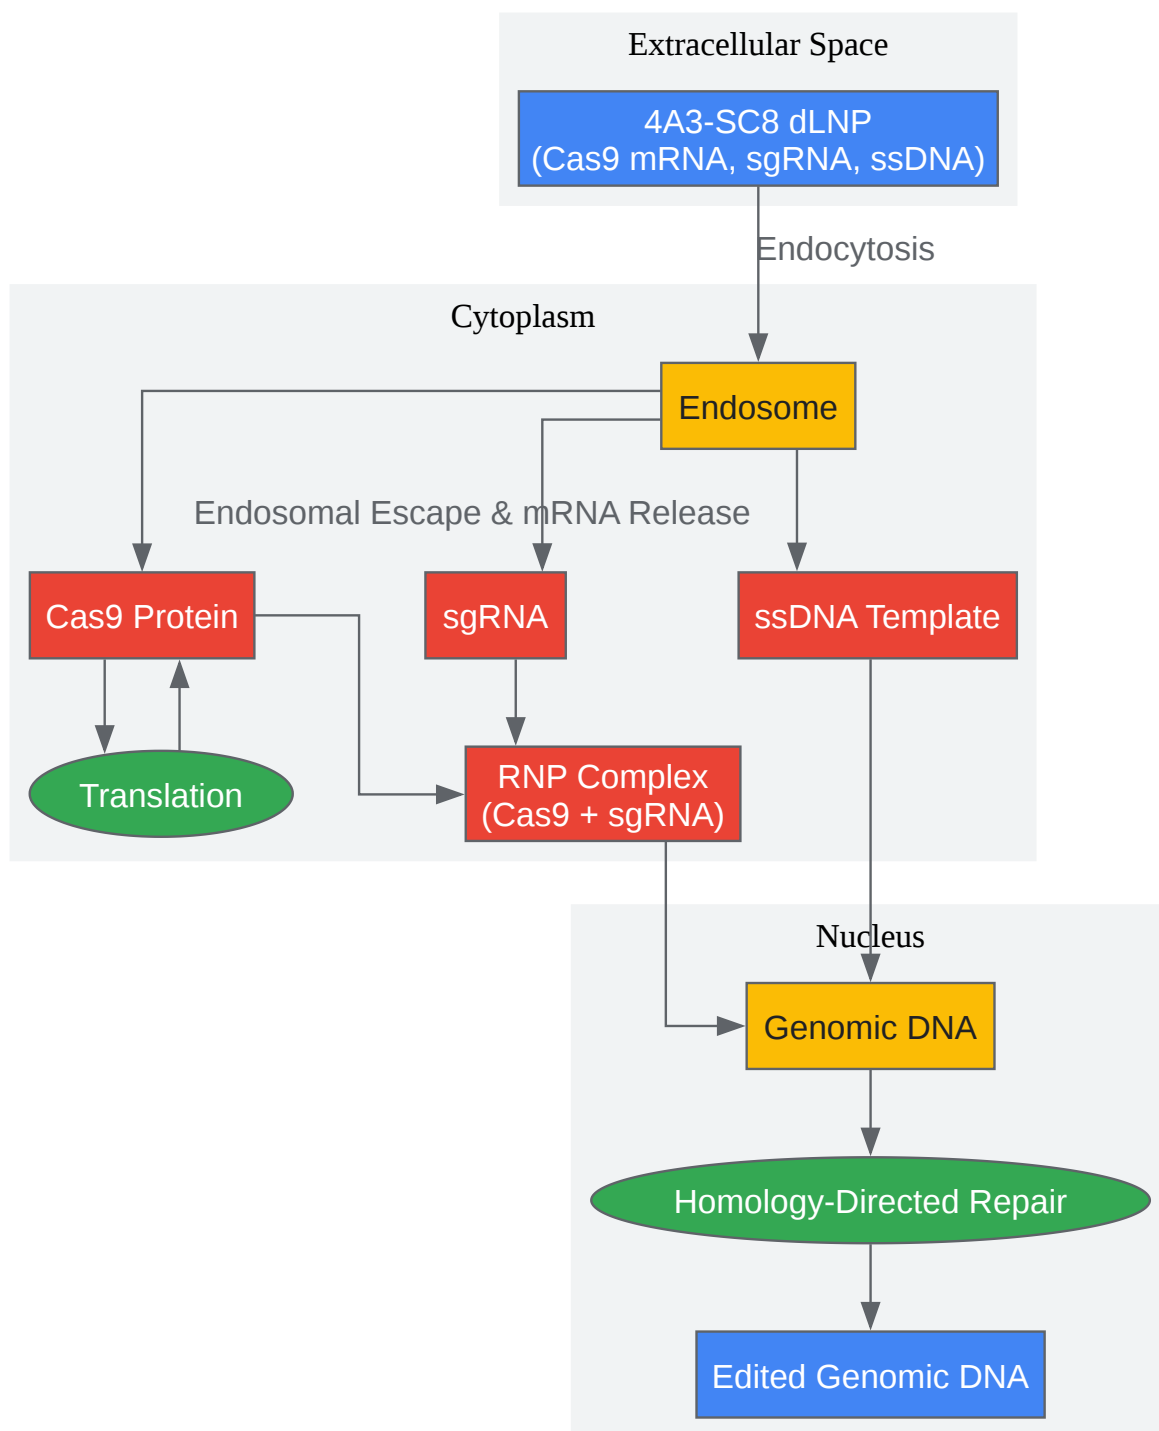 Extracellular Space
4A3-SC8 dLNP
(Cas9 mRNA, sgRNA, ssDNA)
Endocytosis
Cytoplasm
Endosome
Endosomal Escape & mRNA Release
Cas9 Protein
sgRNA
ssDNA Template
Translation
RNP Complex
(Cas9 + sgRNA)
Nucleus
Genomic DNA
Homology-Directed Repair
Edited Genomic DNA